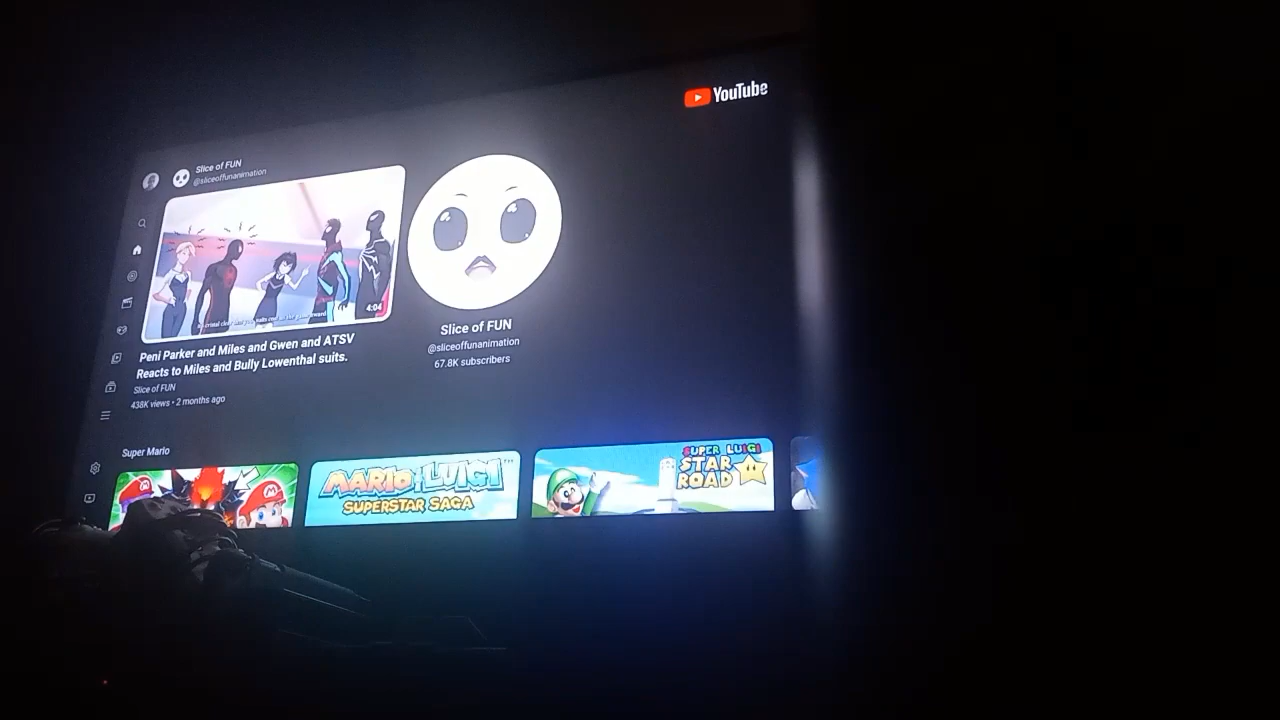 YouTube
Slice of FUN
@sliceoffunanimation
4:04
Peni Parker and Miles and Gwen and ATSV
Reacts to Miles and Bully Lowenthal suits.
Slice of FUN
438K views • 2 months ago
Slice of FUN
@sliceoffunanimation
67.8K subscribers
Super Mario
MARIO & LUIGI™
SUPERSTAR SAGA
SUPER LUIGI
STAR
ROAD